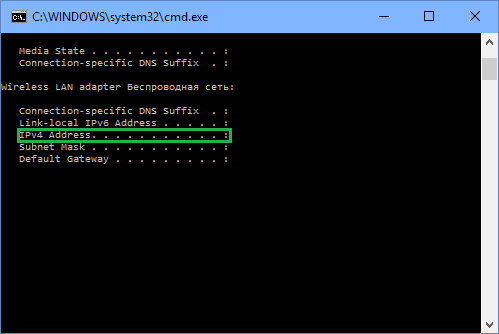 C:\WINDOWS\system32\cmd.exe
Media State . . . . . . . . . . . :
Connection-specific DNS Suffix  . :
Wireless LAN adapter Беспроводная сеть:
Connection-specific DNS Suffix  . :
Link-local IPv6 Address . . . . . :
IPv4 Address. . . . . . . . . . . :
Subnet Mask . . . . . . . . . . . :
Default Gateway . . . . . . . . . :